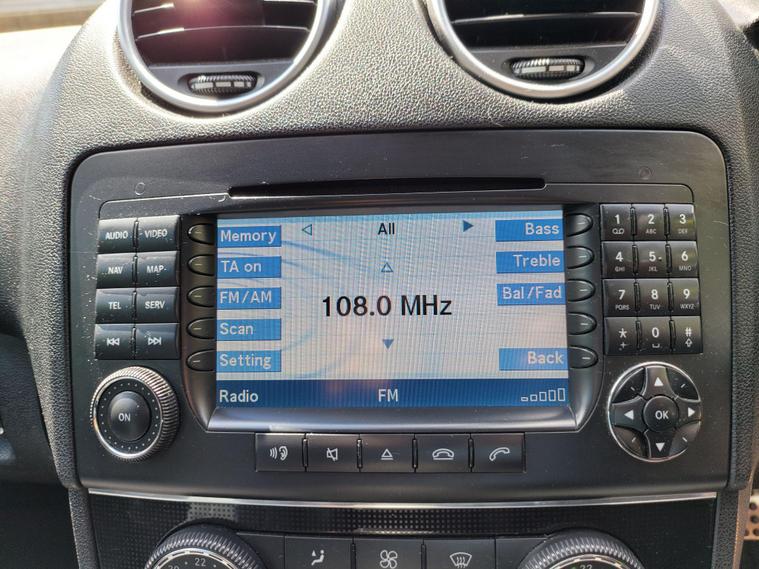 AUDIO VIDEO
NAV MAP
TEL SERV
ON
Memory
TA on
FM/AM
Scan
Setting
All
108.0 MHz
Bass
Treble
Bal/Fad
Back
Radio FM
1 2 ABC 3 DEF
4 GHI 5 JKL 6 MNO
7 PQRS 8 TUV 9 WXYZ
* 0 #
OK
22 22